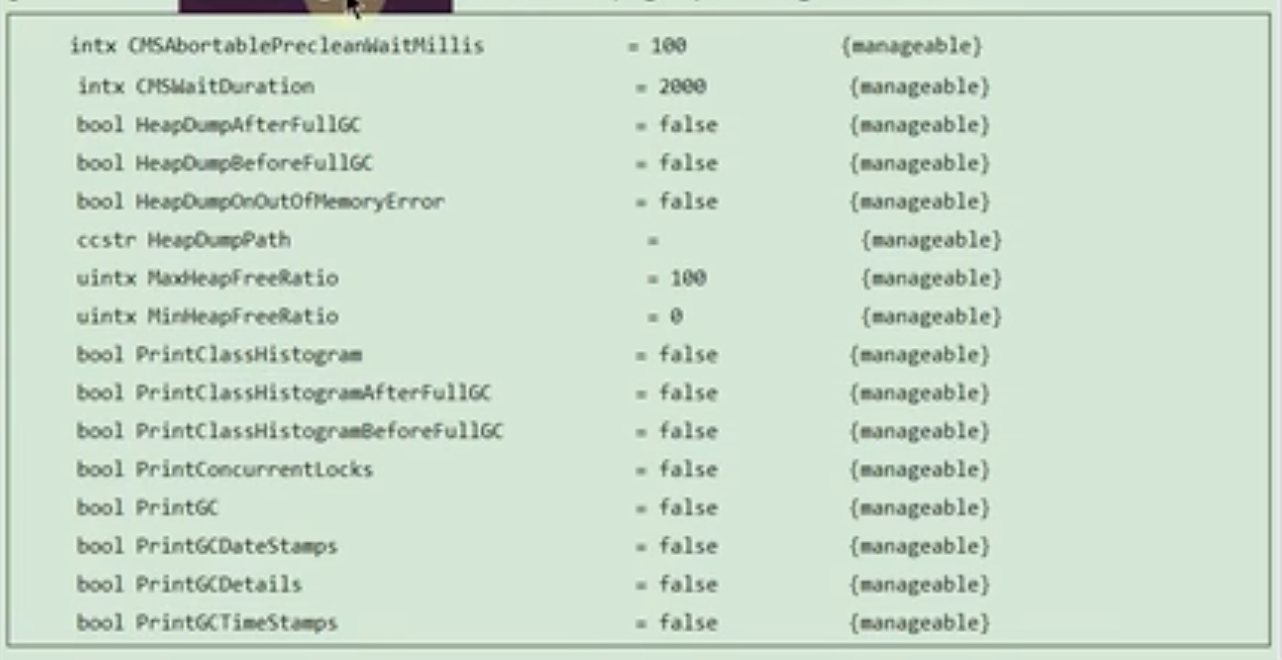 intx CMSAbortablePrecleanWaitMillis = 100 {manageable}
intx CMSWaitDuration = 2000 {manageable}
bool HeapDumpAfterFullGC = false {manageable}
bool HeapDumpBeforeFullGC = false {manageable}
bool HeapDumpOnOutOfMemoryError = false {manageable}
ccstr HeapDumpPath = {manageable}
uintx MaxHeapFreeRatio = 100 {manageable}
uintx MinHeapFreeRatio = 0 {manageable}
bool PrintClassHistogram = false {manageable}
bool PrintClassHistogramAfterFullGC = false {manageable}
bool PrintClassHistogramBeforeFullGC = false {manageable}
bool PrintConcurrentLocks = false {manageable}
bool PrintGC = false {manageable}
bool PrintGCDateStamps = false {manageable}
bool PrintGCDetails = false {manageable}
bool PrintGCTimeStamps = false {manageable}